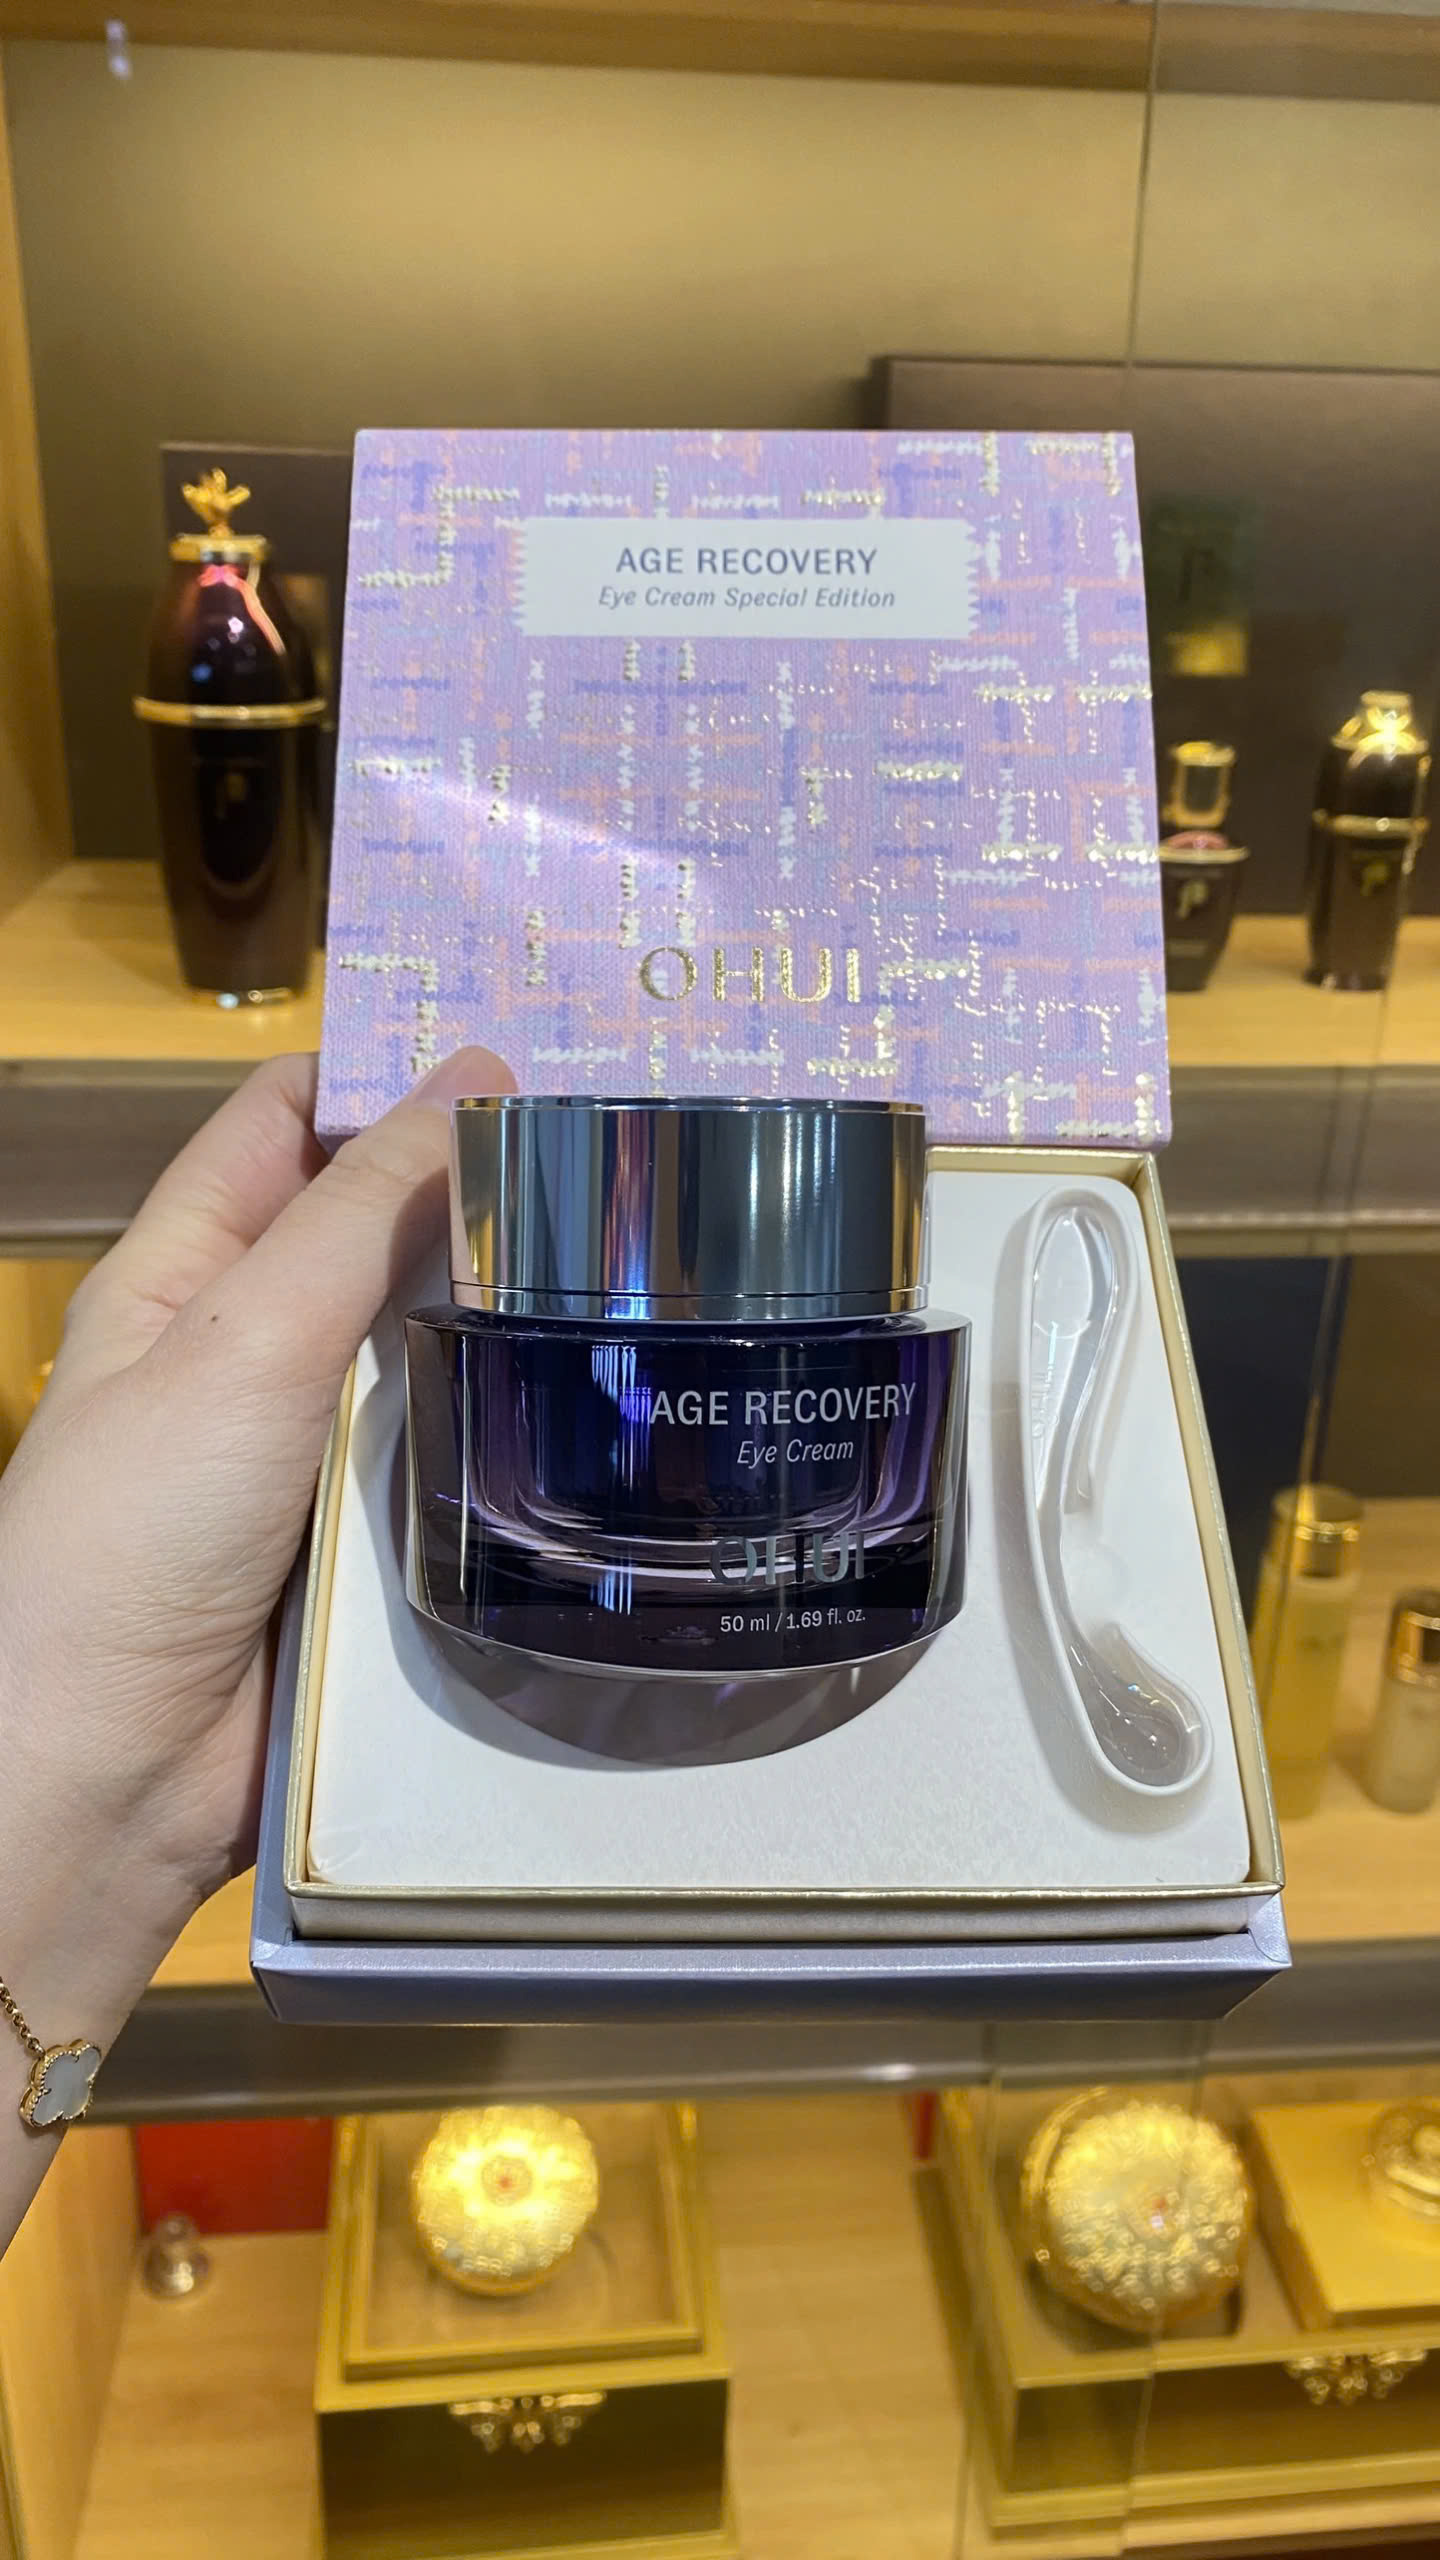 AGE RECOVERY
Eye Cream Special Edition
OHUI
AGE RECOVERY
Eye Cream
OHUI
50 ml / 1.69 fl. oz.